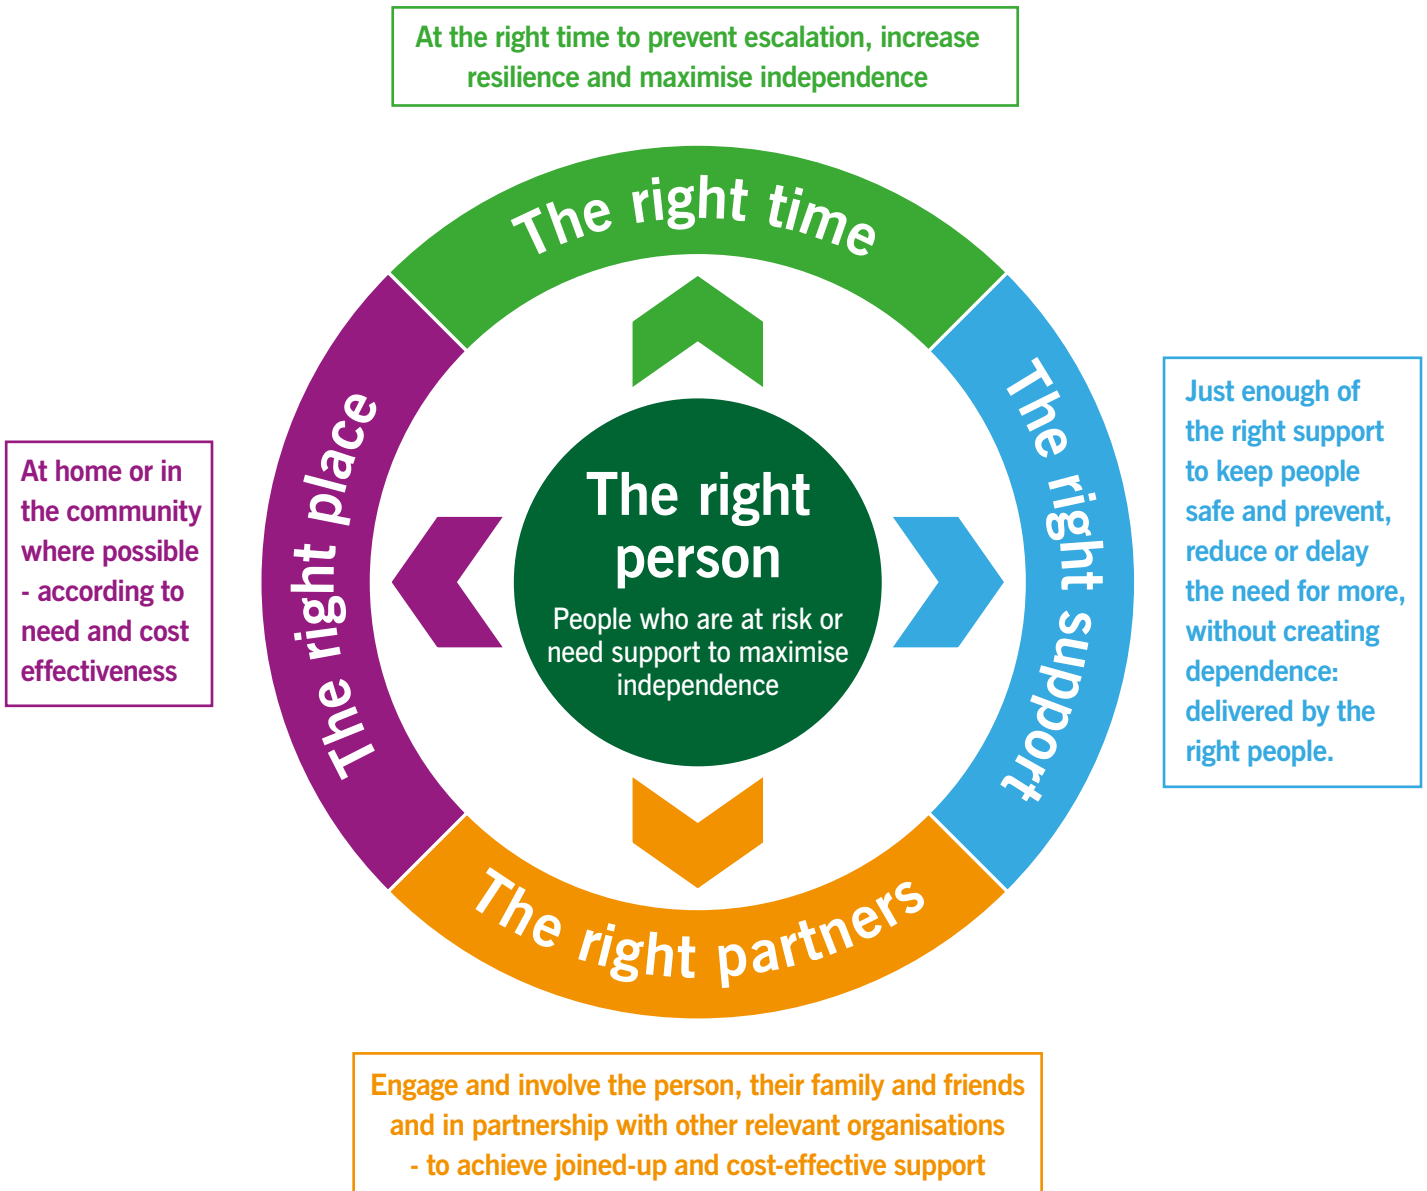 At the right time to prevent escalation, increase
resilience and maximise independence
The right time
The right place
The right support
The right
person
People who are at risk or
need support to maximise
independence
At home or in
the community
where possible
- according to
need and cost
effectiveness
Just enough of
the right support
to keep people
safe and prevent,
reduce or delay
the need for more,
without creating
dependence:
delivered by the
right people.
The right partners
Engage and involve the person, their family and friends
and in partnership with other relevant organisations
- to achieve joined-up and cost-effective support